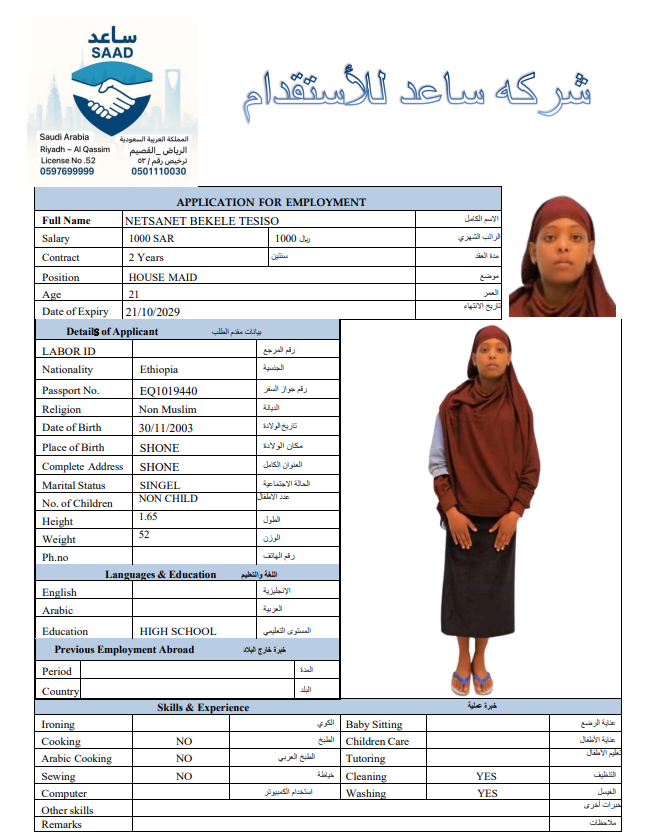 ساعد
SAAD
Saudi Arabia المملكة العربية السعودية
Riyadh ~ Al Qassim الرياض _ القصيم
License No .52 ترخيص رقم / ٥٢
0597699999 0501110030
شركه ساعد للأستقدام
APPLICATION FOR EMPLOYMENT
Full Name NETSANET BEKELE TESISO الاسم الكامل
Salary 1000 SAR 1000 ريال الراتب الشهري
Contract 2 Years سنتين مدة العقد
Position HOUSE MAID موضع
Age 21 العمر
Date of Expiry 21/10/2029 تاريخ الانتهاء
Details of Applicant بيانات مقدم الطلب
LABOR ID رقم المرجع
Nationality Ethiopia الجنسية
Passport No. EQ1019440 رقم جواز السفر
Religion Non Muslim الديانة
Date of Birth 30/11/2003 تاريخ الولادة
Place of Birth SHONE مكان الولادة
Complete Address SHONE العنوان الكامل
Marital Status SINGEL الحالة الاجتماعية
No. of Children NON CHILD عدد الاطفال
Height 1.65 الطول
Weight 52 الوزن
Ph.no رقم الهاتف
Languages & Education اللغة والتعليم
English الإنجليزية
Arabic العربية
Education HIGH SCHOOL المستوى التعليمي
Previous Employment Abroad خبرة خارج البلاد
Period المدة
Country البلد
Skills & Experience خبرة عملية
Ironing الكوي Baby Sitting عناية الرضع
Cooking NO الطبخ Children Care عناية الأطفال
Arabic Cooking NO الطبخ العربي Tutoring تعليم الأطفال
Sewing NO خياطة Cleaning YES التنظيف
Computer استخدام الكمبيوتر Washing YES الغيسل
Other skills خبرات أخرى
Remarks ملاحظات